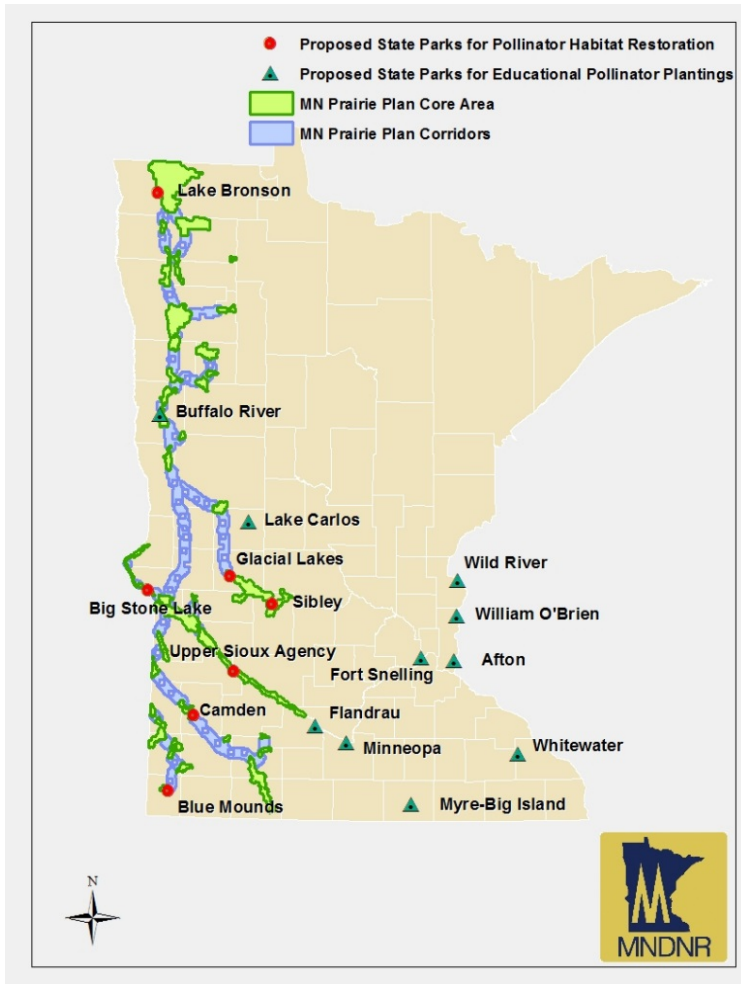 Proposed State Parks for Pollinator Habitat Restoration
Proposed State Parks for Educational Pollinator Plantings
MN Prairie Plan Core Area
MN Prairie Plan Corridors
Lake Bronson
Buffalo River
Lake Carlos
Glacial Lakes
Wild River
Big Stone Lake
Sibley
William O'Brien
Upper Sioux Agency
Fort Snelling
Afton
Camden
Flandrau
Minneopa
Whitewater
Blue Mounds
Myre-Big Island
N
M
MNDNR